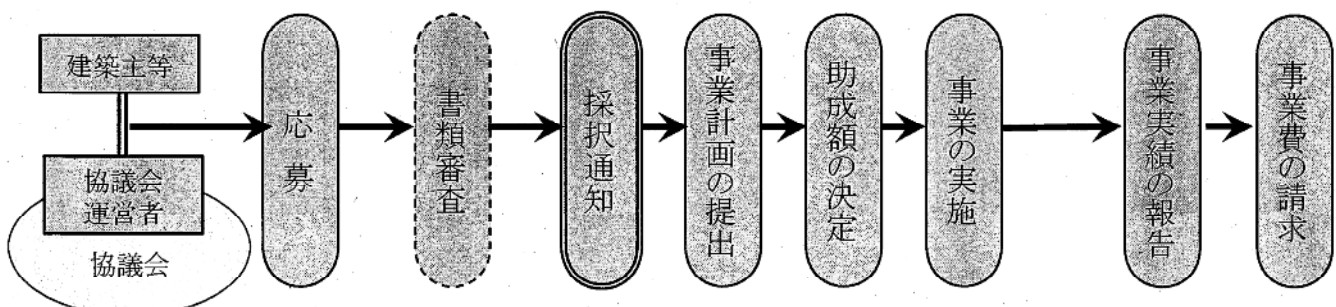 建築主等
協議会
運営者
協議会
応募
書類審査
採択通知
事業計画の提出
助成額の決定
事業の実施
事業実績の報告
事業費の請求